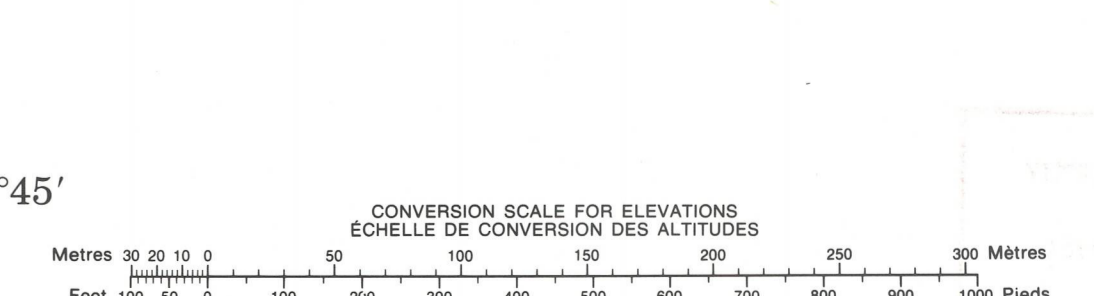 °45′
CONVERSION SCALE FOR ELEVATIONS
ÉCHELLE DE CONVERSION DES ALTITUDES
Metres 30 20 10 0 50 100 150 200 250 300 Mètres
Feet 100 50 0 100 200 300 400 500 600 700 800 900 1000 Pieds